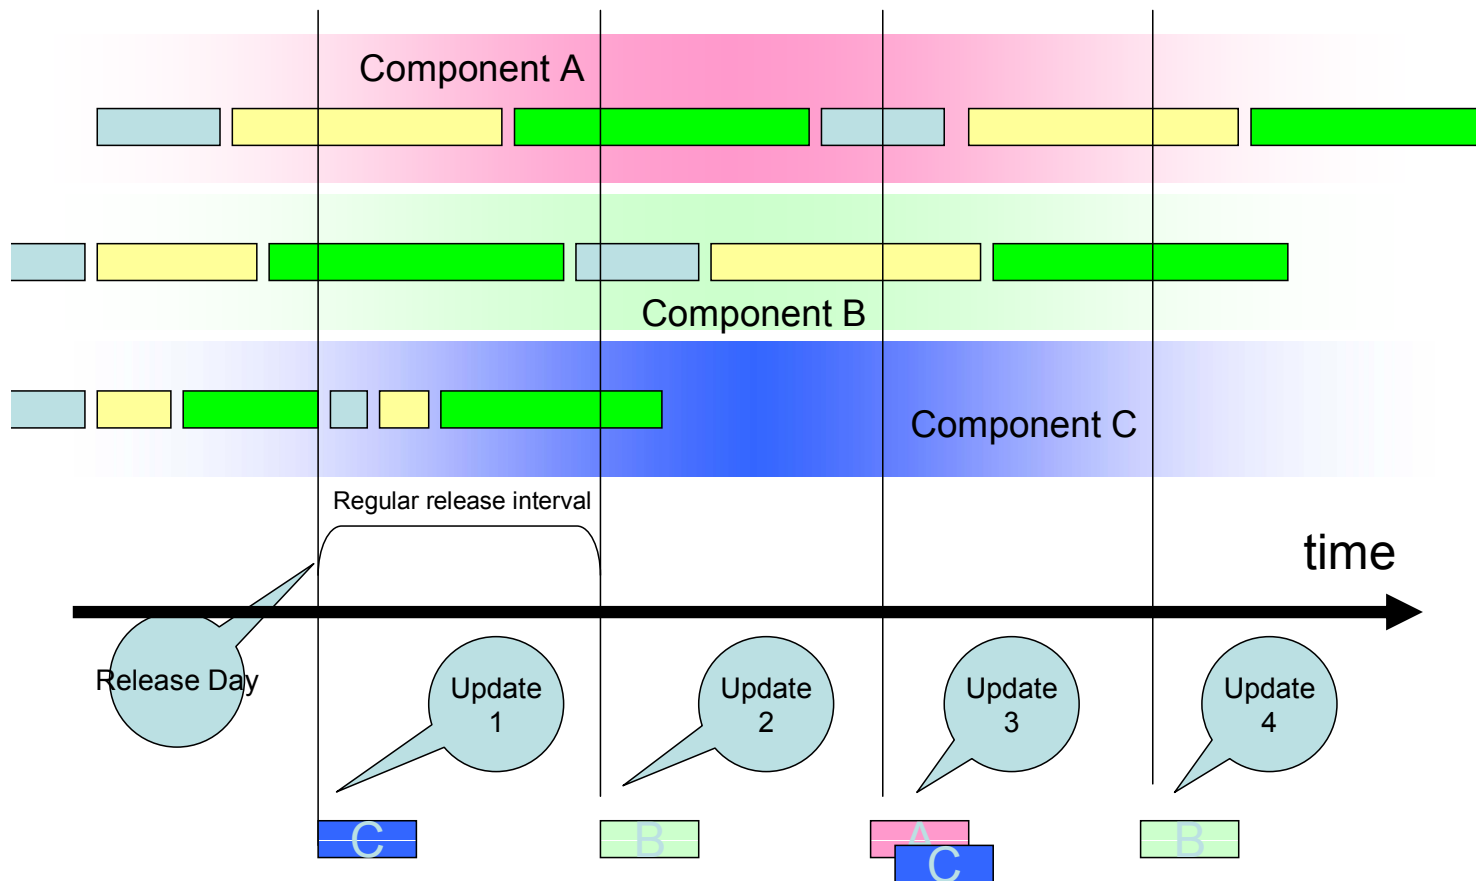 Component A
Component B
Component C
Regular release interval
time
Release Day
Update
1
Update
2
Update
3
Update
4
C
B
A
C
B